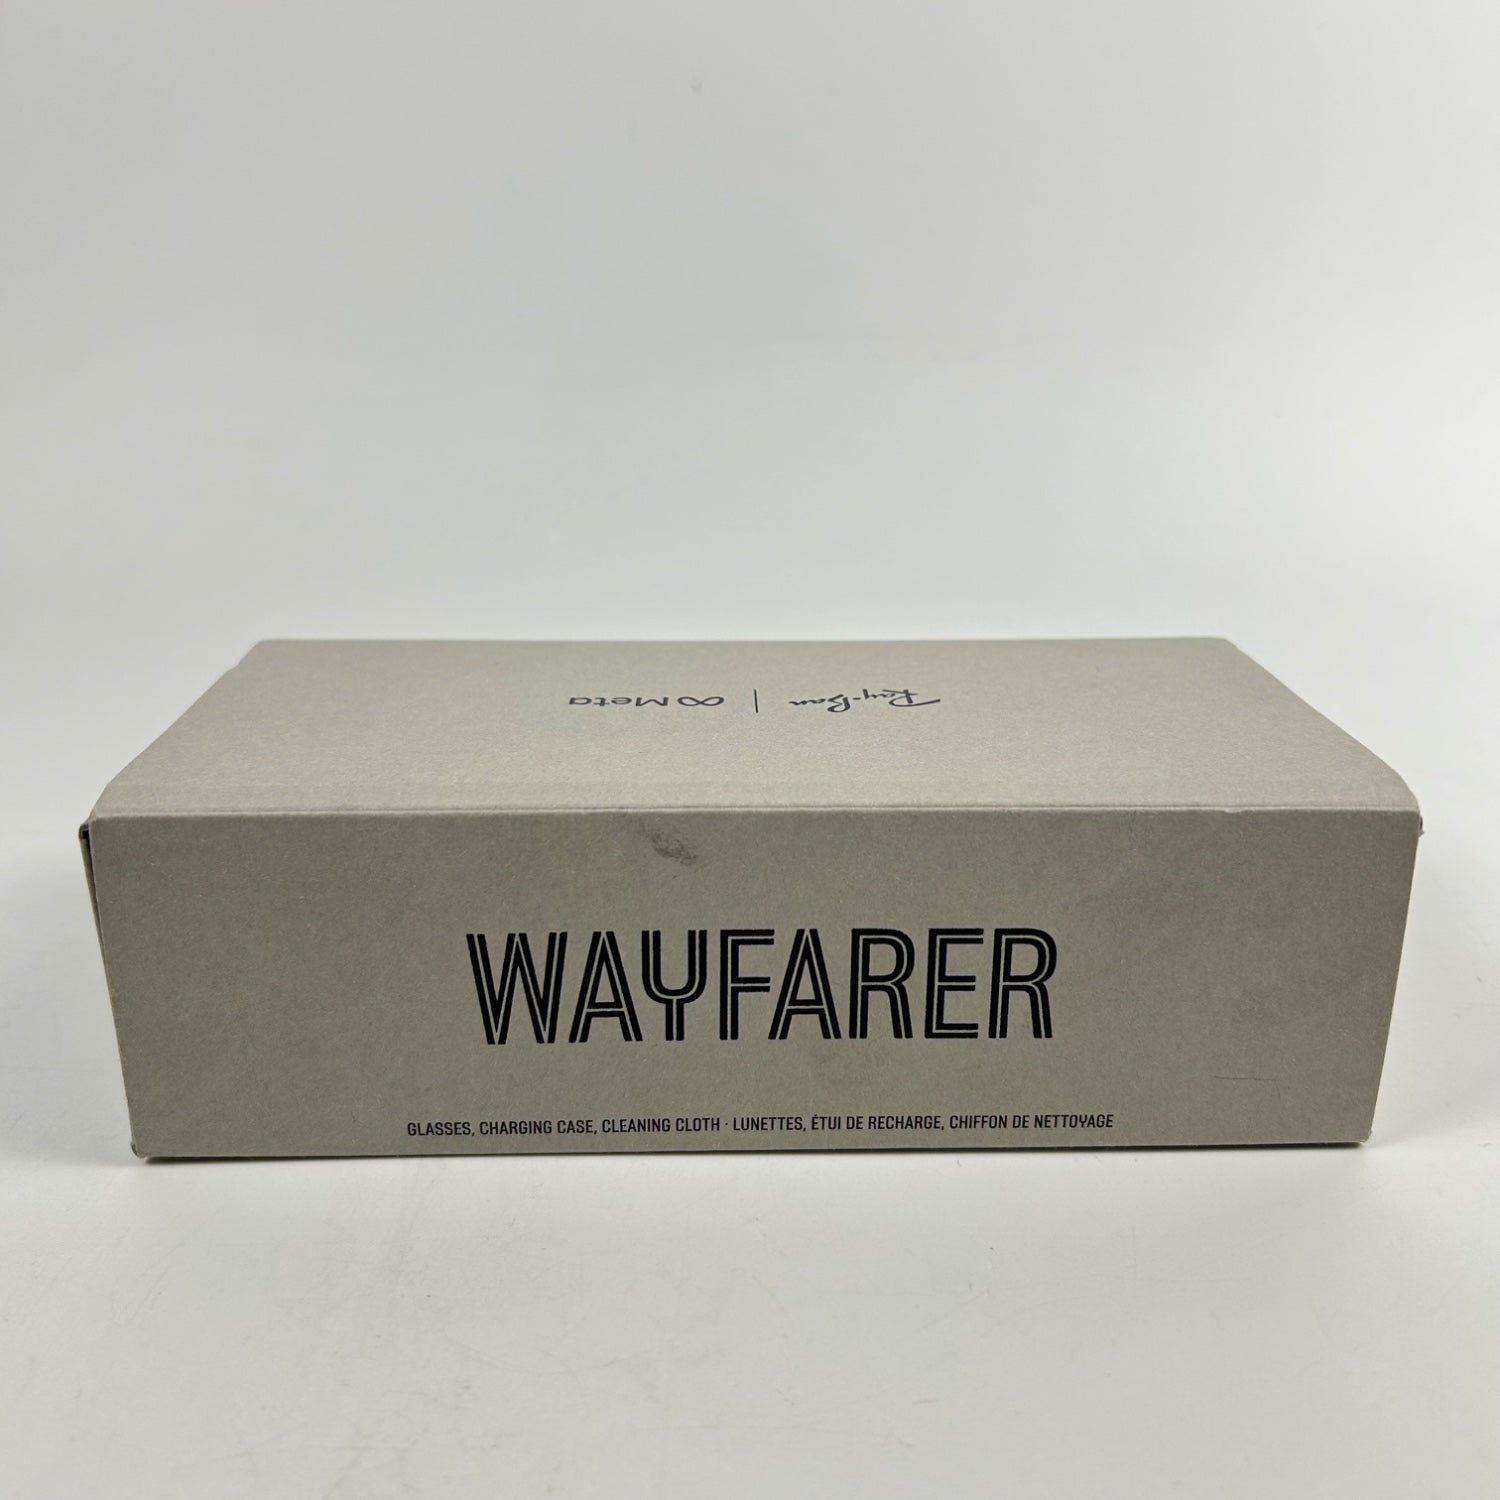 Ray-Ban | Meta
WAYFARER
GLASSES, CHARGING CASE, CLEANING CLOTH · LUNETTES, ÉTUI DE RECHARGE, CHIFFON DE NETTOYAGE